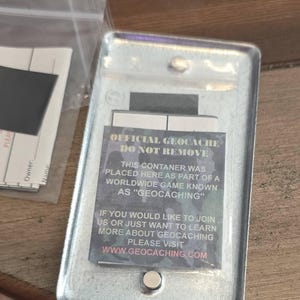 OFFICIAL GEOCACHE
DO NOT REMOVE
THIS CONTANER WAS
PLACED HERE AS PART OF A
WORLDWIDE GAME KNOWN
AS "GEOCACHING"
IF YOU WOULD LIKE TO JOIN
US OR JUST WANT TO LEARN
MORE ABOUT GEOCACHING
PLEASE VISIT
WWW.GEOCACHING.COM
Owner